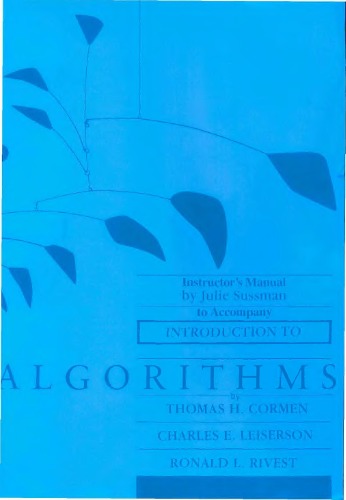 Instructor's Manual
by Julie Sussman
to Accompany
INTRODUCTION TO
ALGORITHMS
by
THOMAS H. CORMEN
CHARLES E. LEISERSON
RONALD L. RIVEST